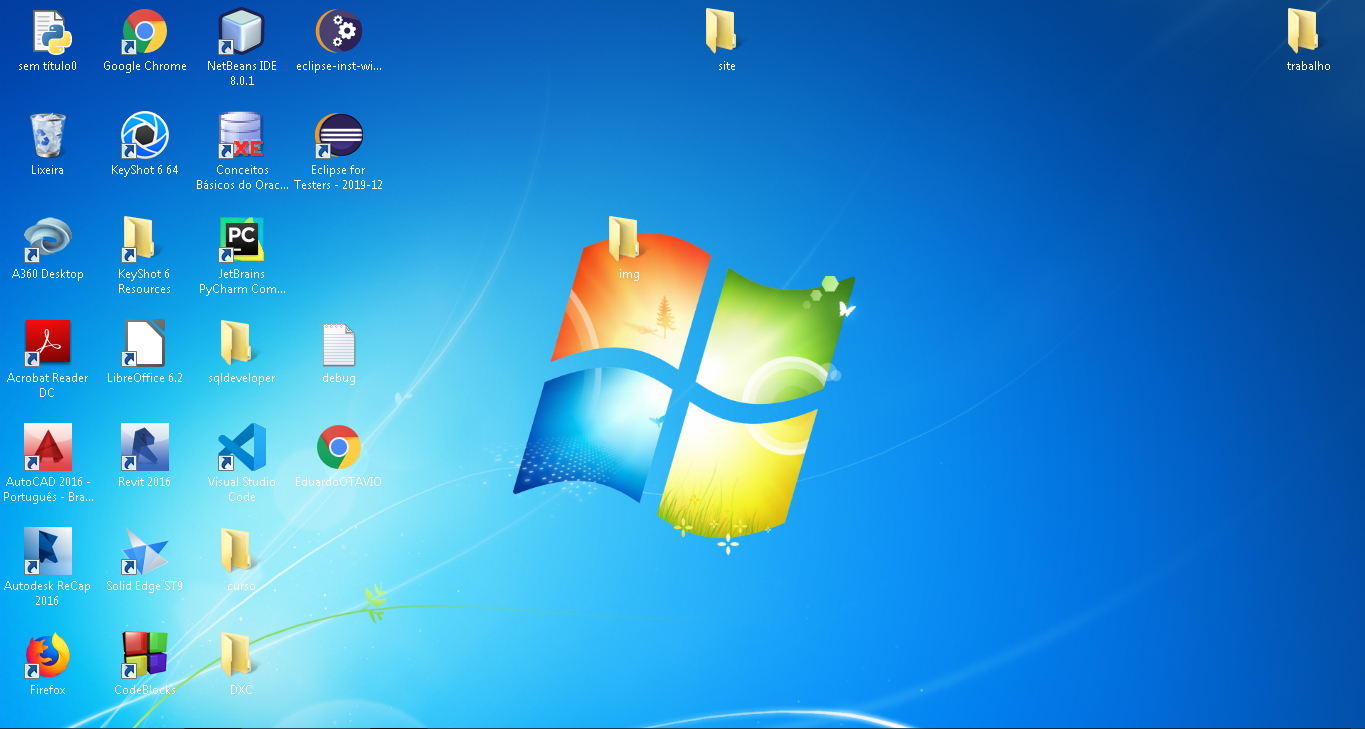 sem título0
Google Chrome
NetBeans IDE
8.0.1
eclipse-inst-wi...
site
trabalho
Lixeira
KeyShot 6 64
Conceitos
Básicos do Orac...
XE
Eclipse for
Testers - 2019-12
A360 Desktop
KeyShot 6
Resources
PC
JetBrains
PyCharm Com...
img
Acrobat Reader
DC
LibreOffice 6.2
sqldeveloper
debug
AutoCAD 2016 -
Português - Bra...
Revit 2016
Visual Studio
Code
EduardoOTAVIO
Autodesk ReCap
2016
Solid Edge ST9
curso
Firefox
CodeBlocks
DXC